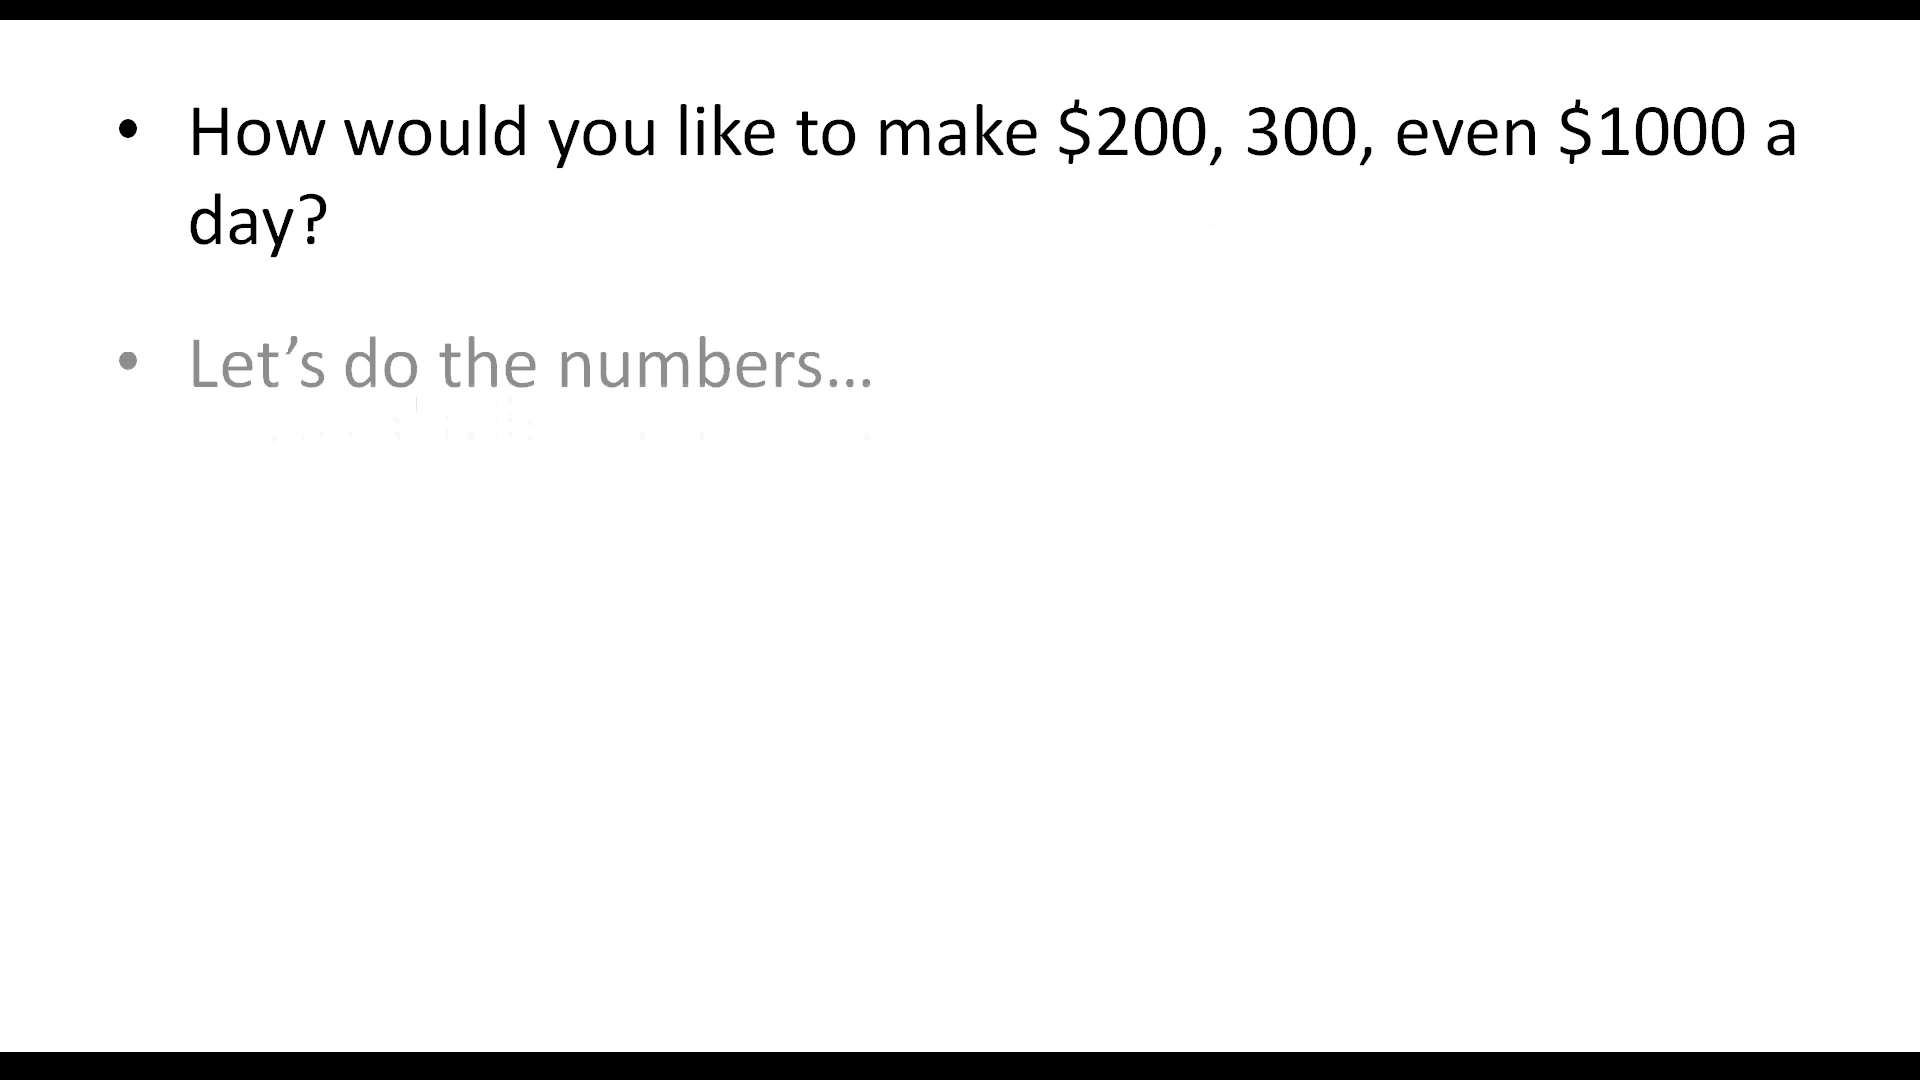 • How would you like to make $200, 300, even $1000 a
day?
• Let’s do the numbers…